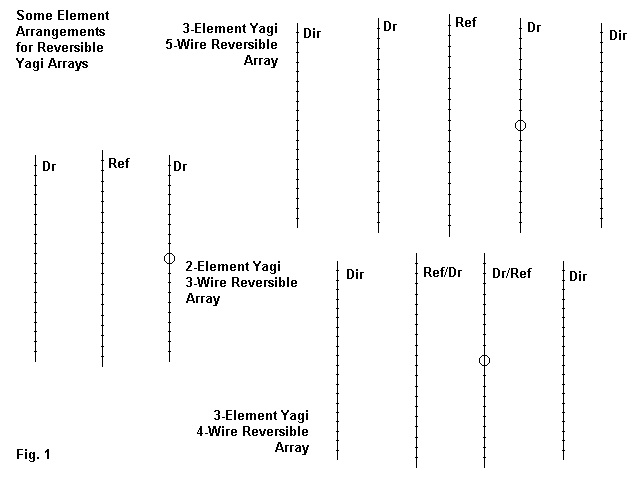 Some Element
Arrangements
for Reversible
Yagi Arrays
3-Element Yagi
5-Wire Reversible
Array
Dir
Dr
Ref
Dr
Dir
Dr
Ref
Dr
2-Element Yagi
3-Wire Reversible
Array
Dir
Ref/Dr
Dr/Ref
Dir
3-Element Yagi
4-Wire Reversible
Array
Fig. 1